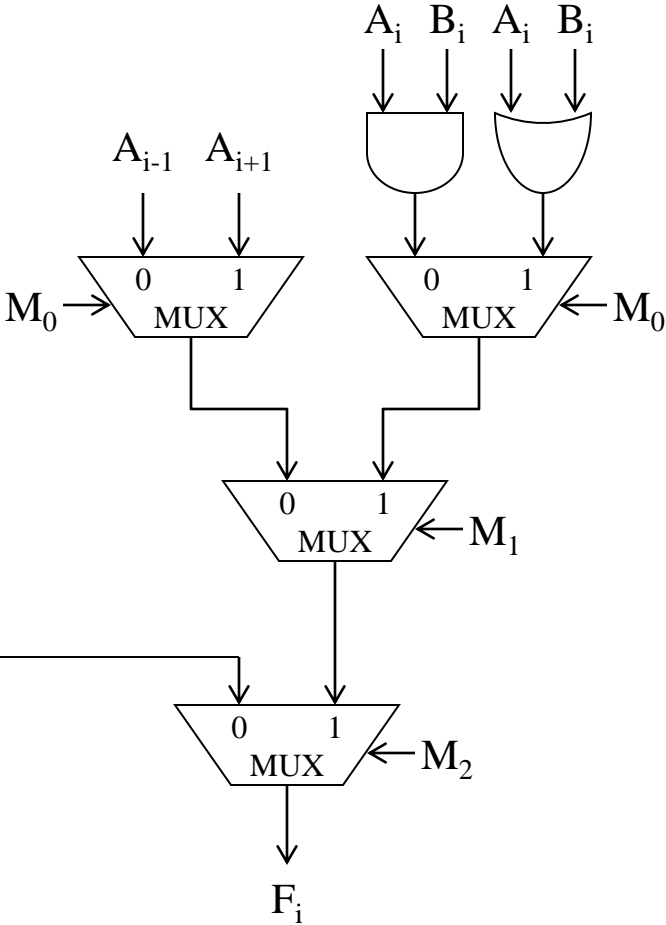 A_i B_i A_i B_i
A_{i-1} A_{i+1}
0 1 0 1
M_0 MUX MUX M_0
0 1
MUX M_1
0 1
MUX M_2
F_i